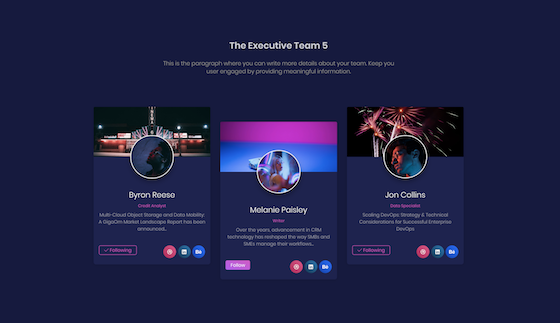 The Executive Team 5
This is the paragraph where you can write more details about your team. Keep you
user engaged by providing meaningful information.
Byron Reese
Credit Analyst
Multi-Cloud Object Storage and Data Mobility:
A GigaOm Market Landscape Report has been
announced..
✓ Following
Melanie Paisley
Writer
Over the years, advancement in CRM
technology has reshaped the way SMBs and
SMEs manage their workflows..
Follow
Jon Collins
Data Specialist
Scaling DevOps: Strategy & Technical
Considerations for Successful Enterprise
DevOps
✓ Following